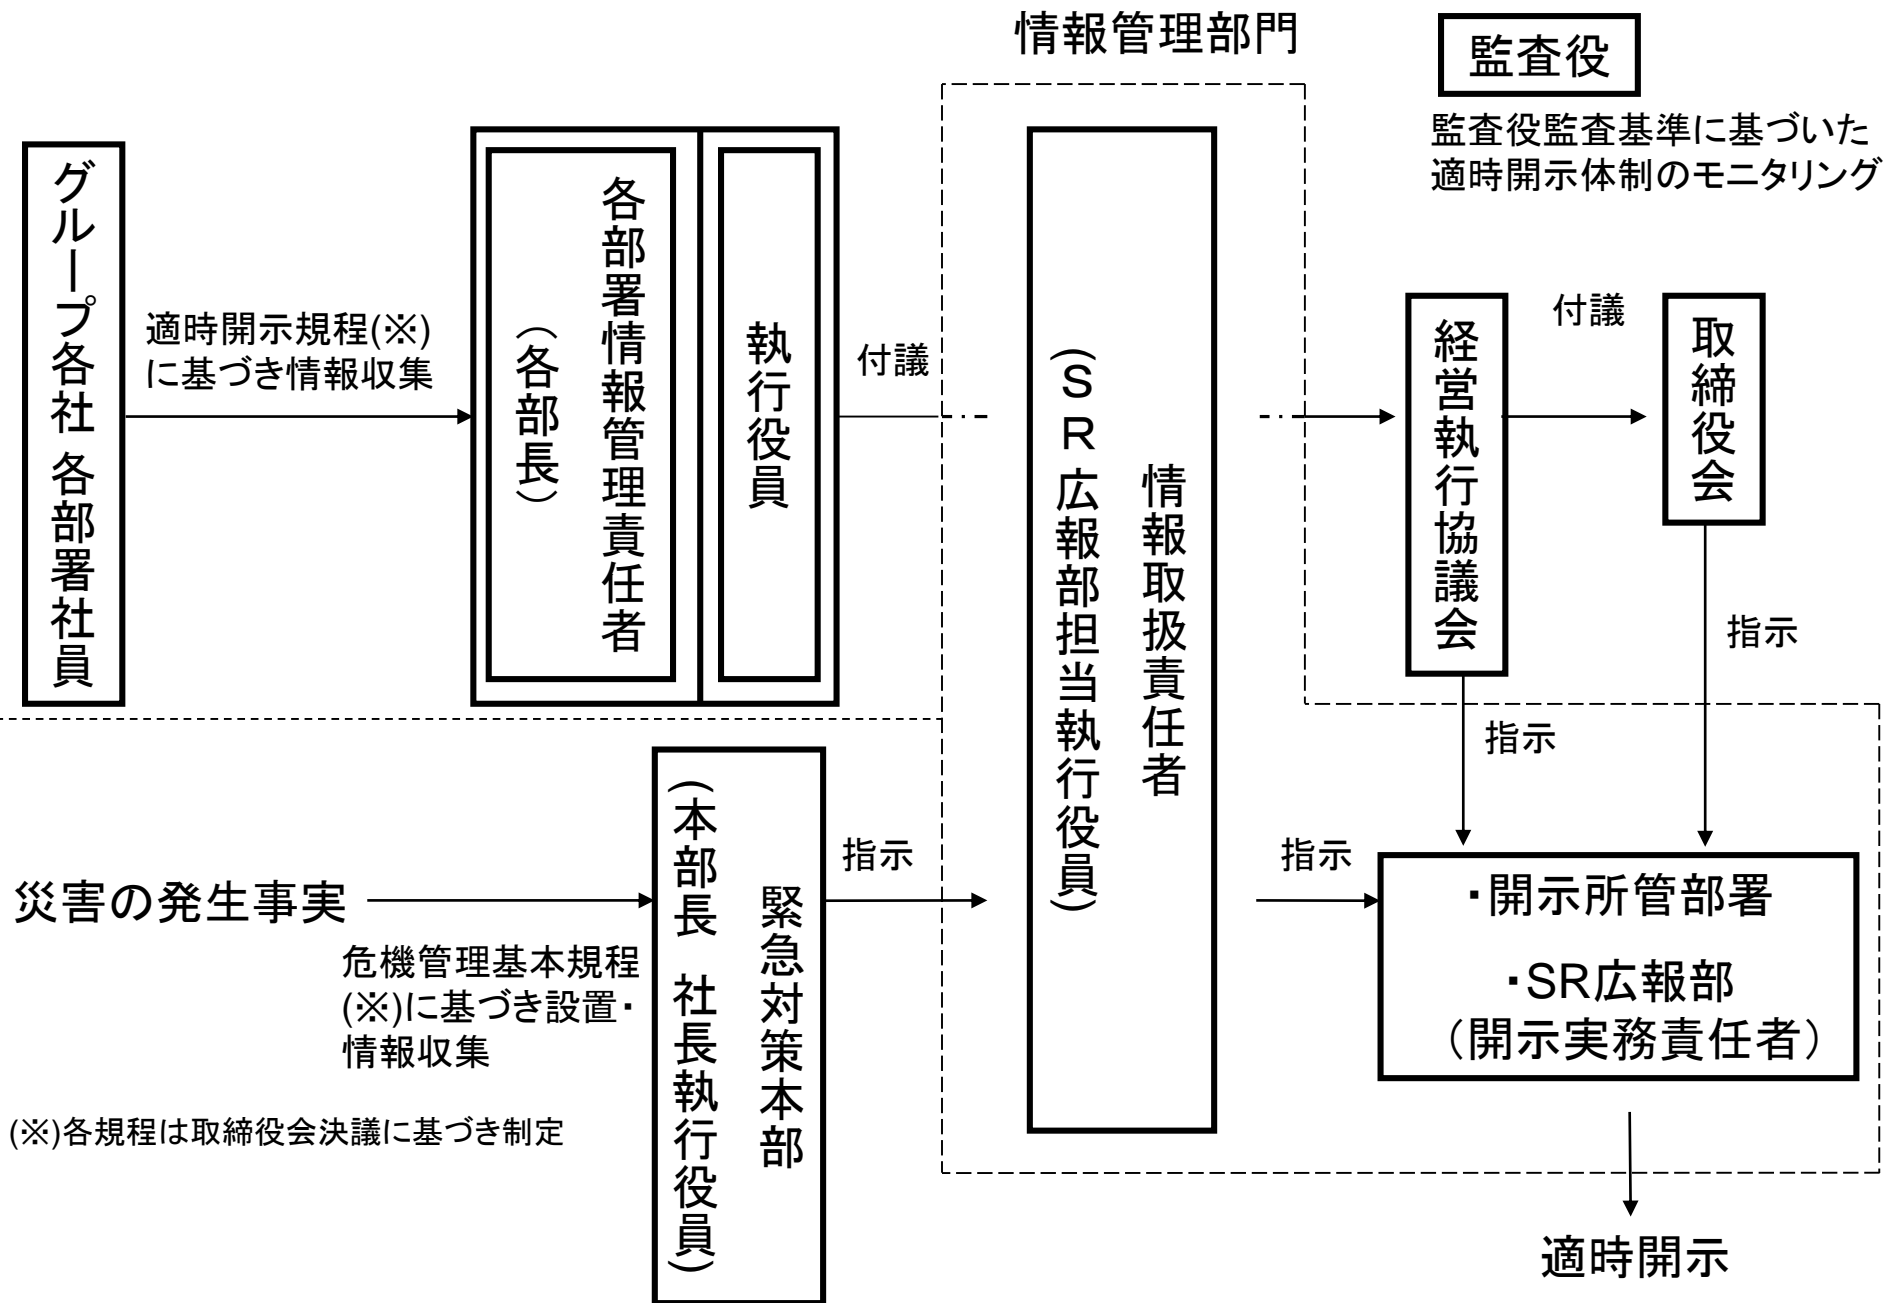 情報管理部門
監査役
監査役監査基準に基づいた
適時開示体制のモニタリング
グループ各社 各部署社員
適時開示規程(※)
に基づき情報収集
各部署情報管理責任者
(各部長)
執行役員
付議
情報取扱責任者
(SR広報部担当執行役員)
経営執行協議会
付議
取締役会
指示
指示
災害の発生事実
危機管理基本規程
(※)に基づき設置・
情報収集
緊急対策本部
(本部長 社長執行役員)
指示
指示
・開示所管部署
・SR広報部
(開示実務責任者)
(※)各規程は取締役会決議に基づき制定
適時開示